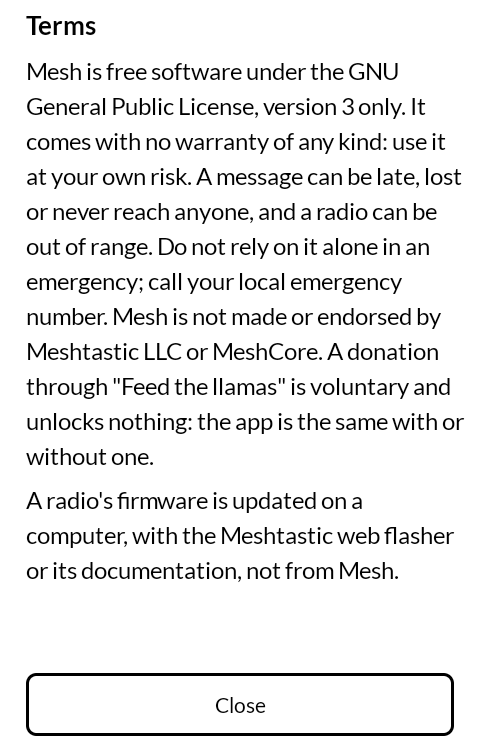 Terms
Mesh is free software under the GNU
General Public License, version 3 only. It
comes with no warranty of any kind: use it
at your own risk. A message can be late, lost
or never reach anyone, and a radio can be
out of range. Do not rely on it alone in an
emergency; call your local emergency
number. Mesh is not made or endorsed by
Meshtastic LLC or MeshCore. A donation
through "Feed the llamas" is voluntary and
unlocks nothing: the app is the same with or
without one.
A radio's firmware is updated on a
computer, with the Meshtastic web flasher
or its documentation, not from Mesh.
Close